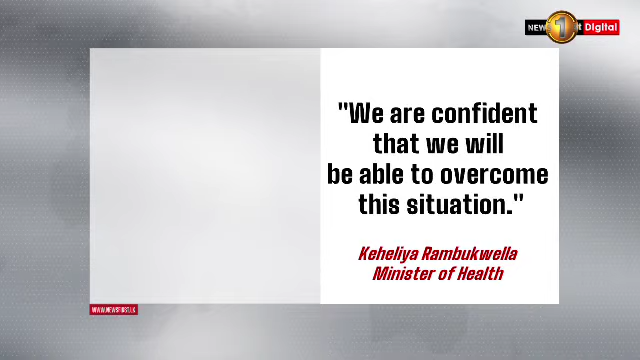 NEWS 1st Digital
"We are confident
that we will
be able to overcome
this situation."
Keheliya Rambukwella
Minister of Health
WWW.NEWSFIRST.LK